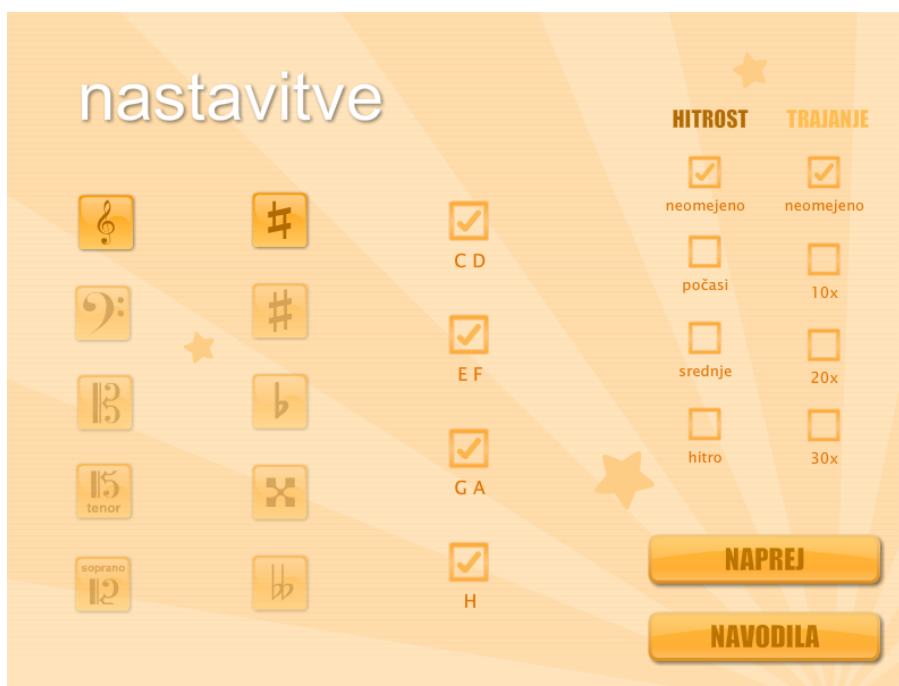 nastavitve
HITROST TRAJANJE
neomejeno neomejeno
C D
počasi 10x
E F
srednje 20x
hitro 30x
G A
tenor
soprano
H
NAPREJ
NAVODILA